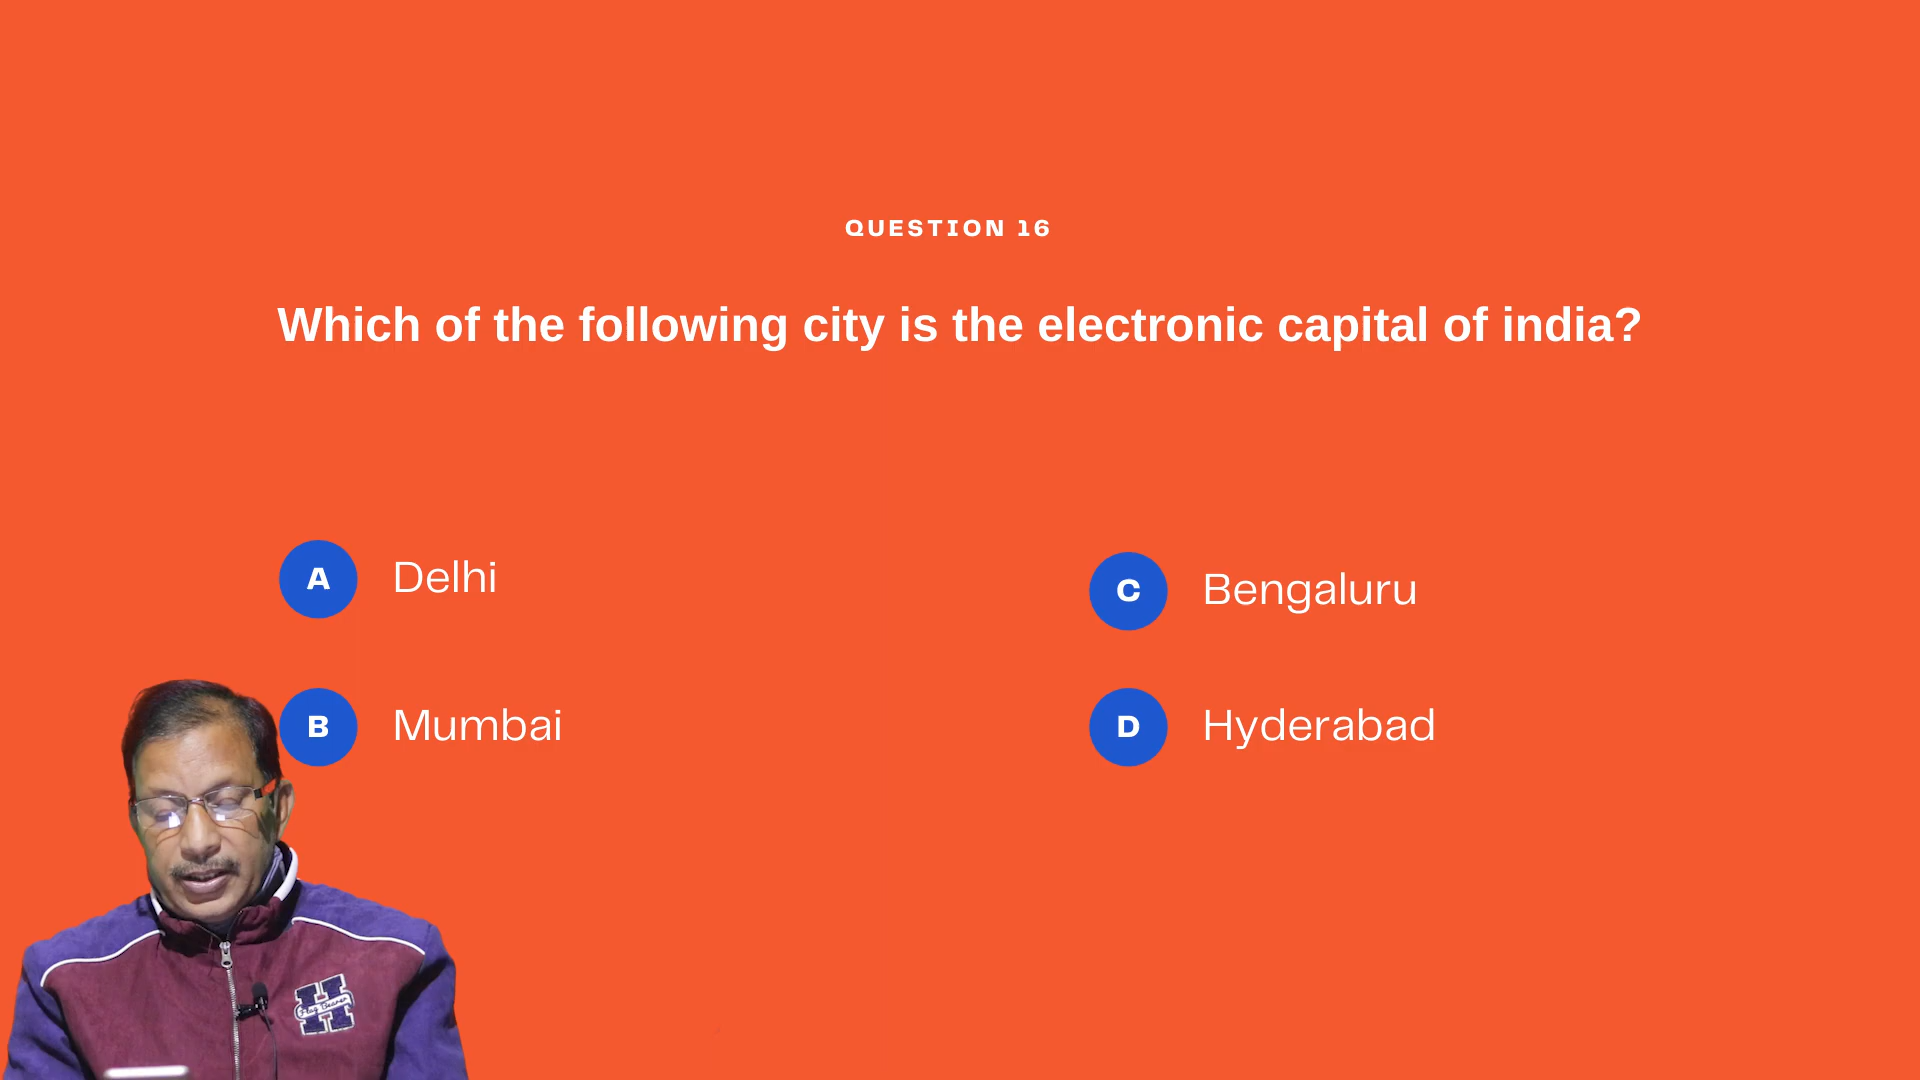 QUESTION 16
Which of the following city is the electronic capital of india?
A Delhi
C Bengaluru
B Mumbai
D Hyderabad
H